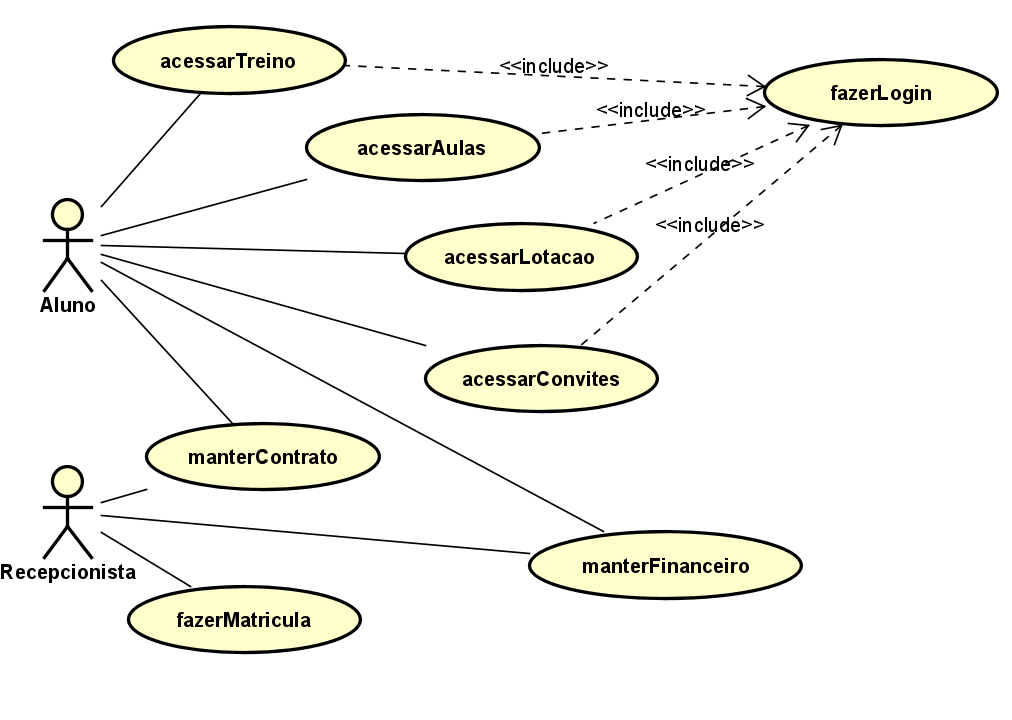 acessarTreino
<<include>>
fazerLogin
<<include>>
acessarAulas
<<include>>
<<include>>
acessarLotacao
Aluno
acessarConvites
manterContrato
manterFinanceiro
Recepcionista
fazerMatricula